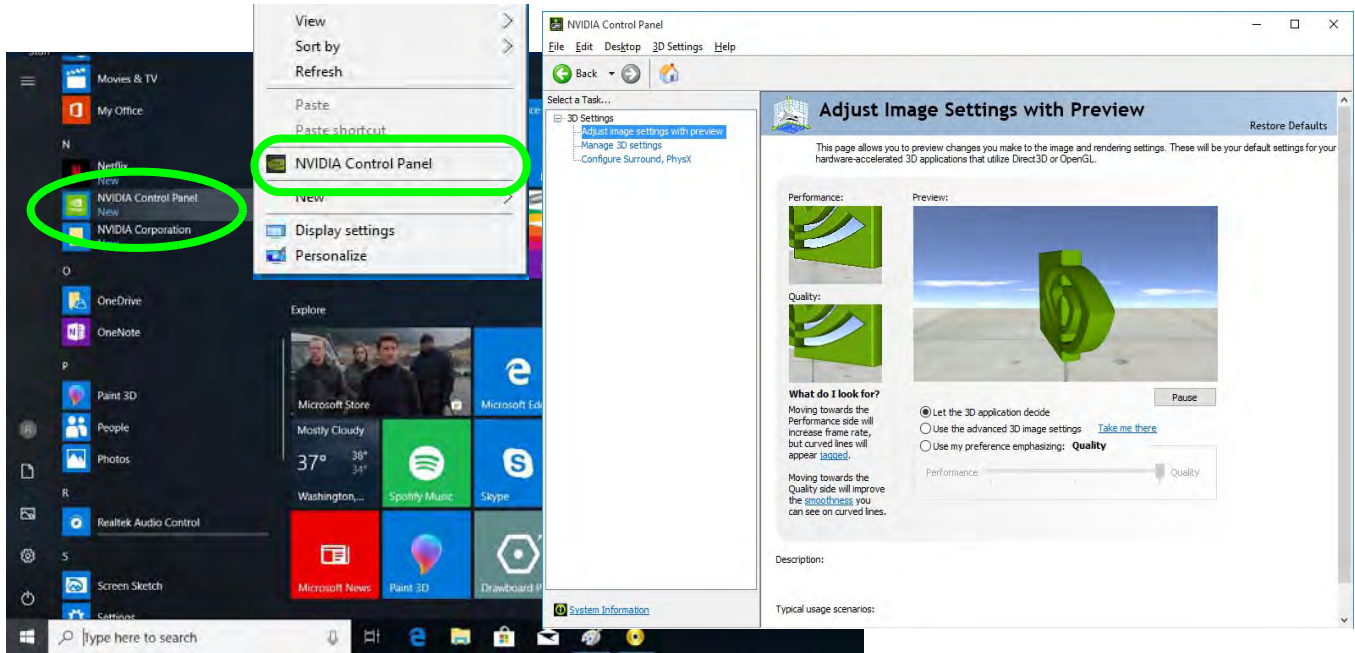 Movies & TV
My Office
N
Netflix
New
NVIDIA Control Panel
New
NVIDIA Corporation
O
OneDrive
OneNote
P
Paint 3D
People
Photos
R
Realtek Audio Control
S
Screen Sketch
Settings
Type here to search
View
Sort by
Refresh
Paste
Paste shortcut
NVIDIA Control Panel
New
Display settings
Personalize
Explore
Microsoft Store
Mostly Cloudy
37°
38°
34°
Washington,...
Spotify Music
Skype
Microsoft News
Paint 3D
Drawboard P
NVIDIA Control Panel
File Edit Desktop 3D Settings Help
Back
Select a Task...
3D Settings
Adjust image settings with preview
Manage 3D settings
Configure Surround, PhysX
System Information
Adjust Image Settings with Preview
Restore Defaults
This page allows you to preview changes you make to the image and rendering settings. These will be your default settings for your
hardware-accelerated 3D applications that utilize Direct3D or OpenGL.
Performance:
Preview:
Quality:
What do I look for?
Moving towards the
Performance side will
increase frame rate,
but curved lines will
appear jagged.
Moving towards the
Quality side will improve
the smoothness you
can see on curved lines.
Pause
Let the 3D application decide
Use the advanced 3D image settings Take me there
Use my preference emphasizing: Quality
Performance
Quality
Description:
Typical usage scenarios: